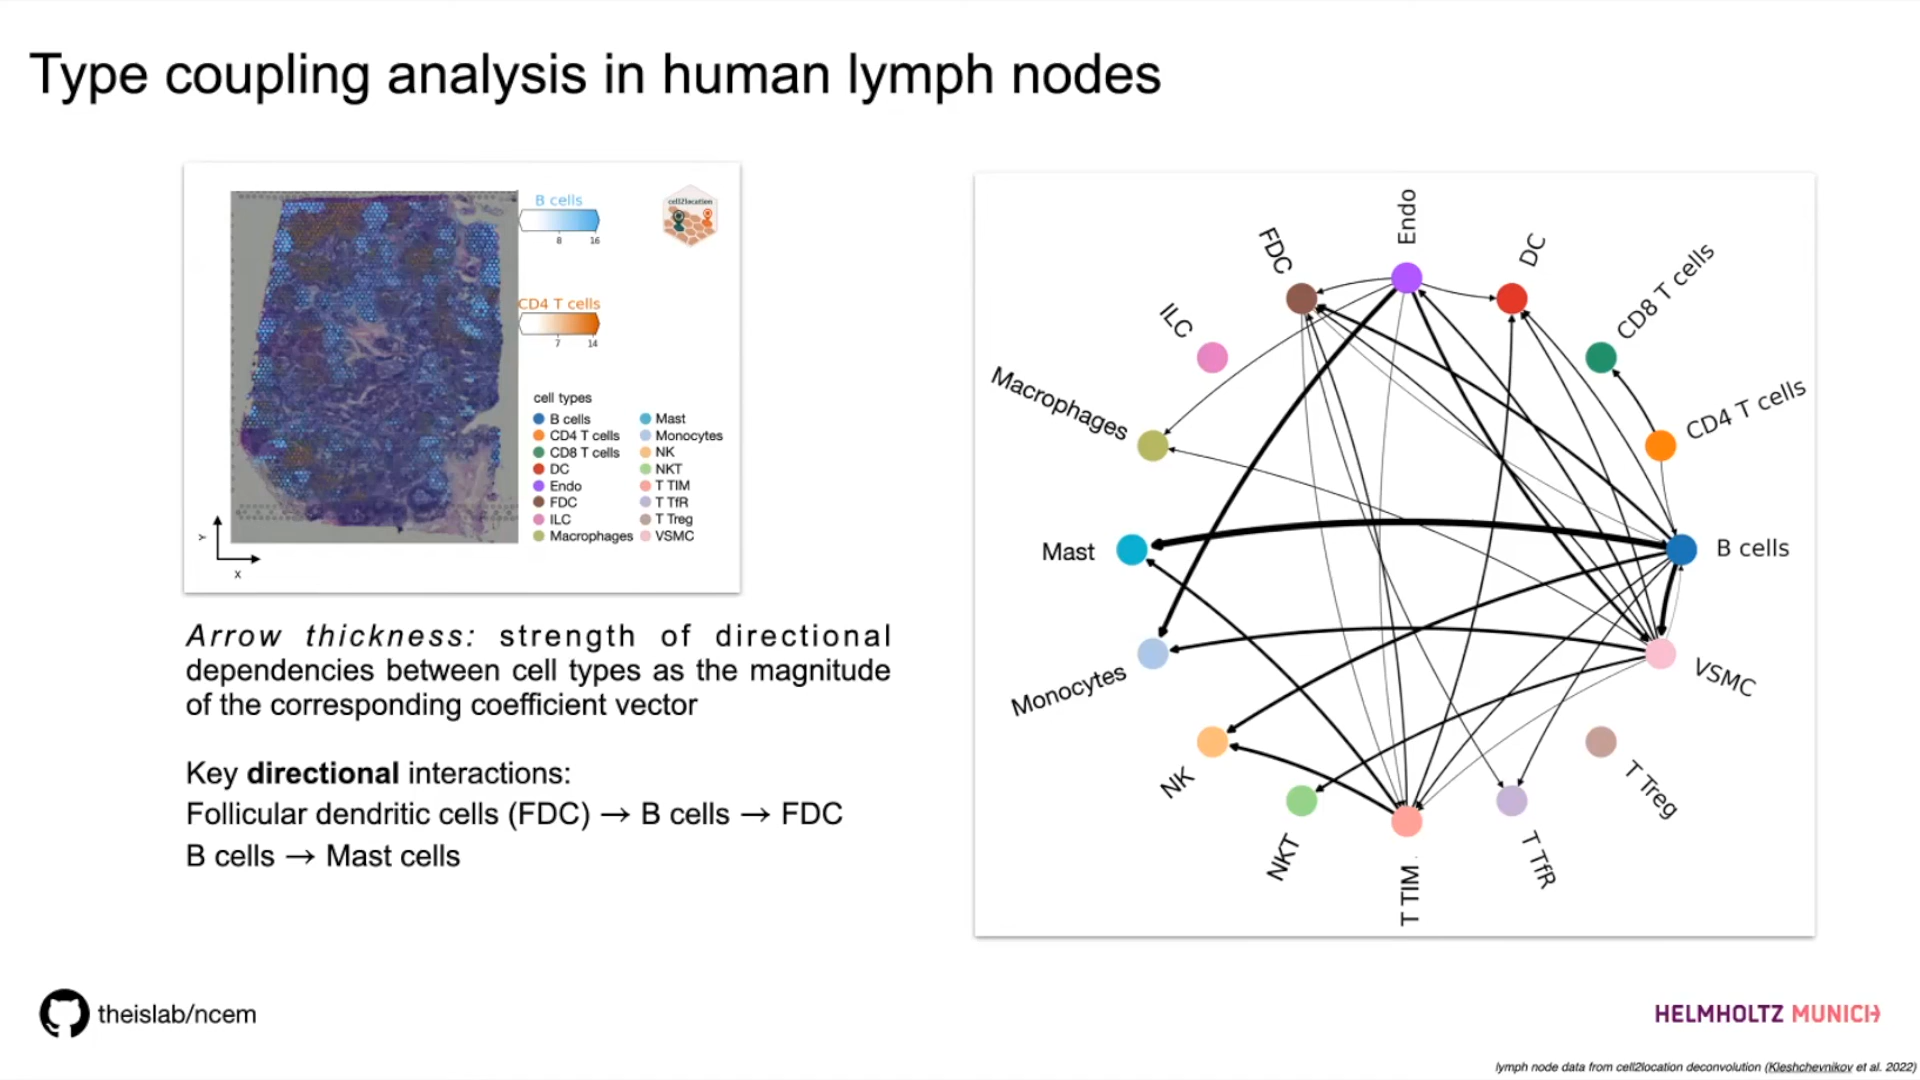 Type coupling analysis in human lymph nodes
B cells
8 16
CD4 T cells
7 14
cell2location
cell types
B cells
CD4 T cells
CD8 T cells
DC
Endo
FDC
ILC
Macrophages
Mast
Monocytes
NK
NKT
T TIM
T TfR
T Treg
VSMC
Y
X
Arrow thickness: strength of directional
dependencies between cell types as the magnitude
of the corresponding coefficient vector
Key directional interactions:
Follicular dendritic cells (FDC) → B cells → FDC
B cells → Mast cells
Endo
DC
CD8 T cells
CD4 T cells
B cells
VSMC
T Treg
T TfR
T TIM
NKT
NK
Monocytes
Mast
Macrophages
ILC
FDC
theislab/ncem
HELMHOLTZ MUNICH
lymph node data from cell2location deconvolution (Kleshchevnikov et al. 2022)